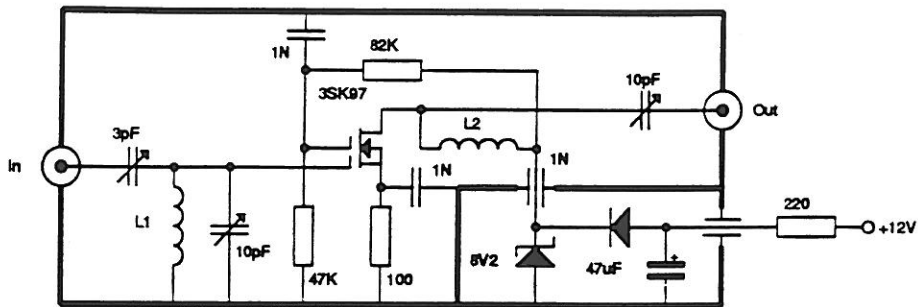 1N
82K
3SK97
10pF
Out
3pF
L2
1N
1N
In
L1
10pF
47K
100
8V2
47uF
+
220
+12V